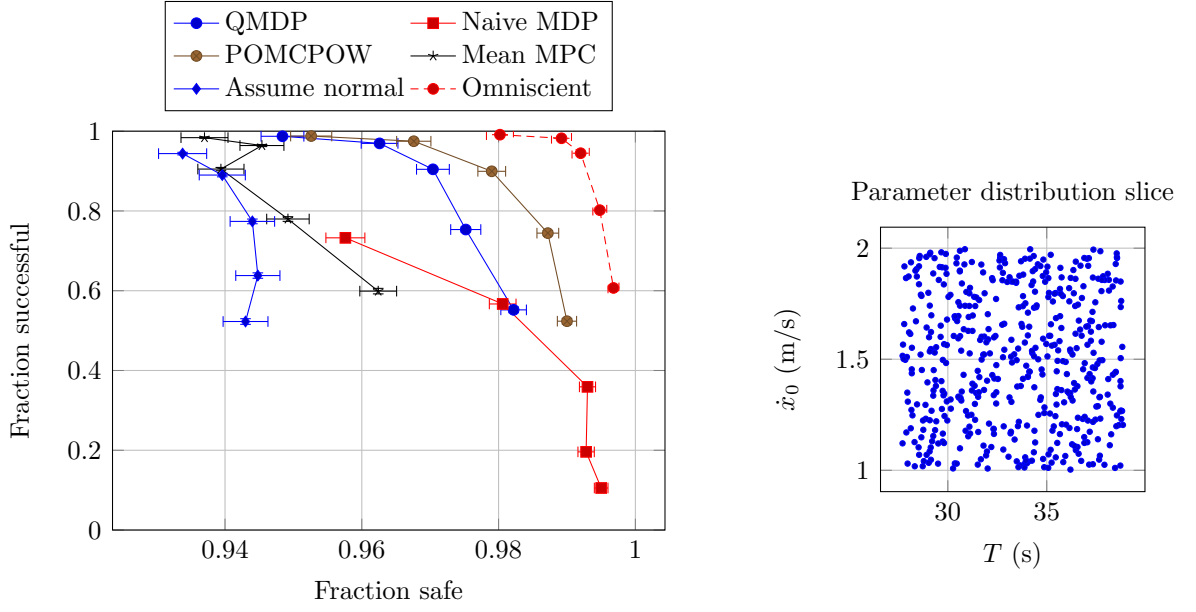 QMDP Naive MDP
POMCPOW Mean MPC
Assume normal Omniscient
1
0.8
0.6
0.4
0.2
0
Fraction successful
0.94 0.96 0.98 1
Fraction safe
Parameter distribution slice
2
1.5
1
ẋ₀ (m/s)
30 35
T (s)